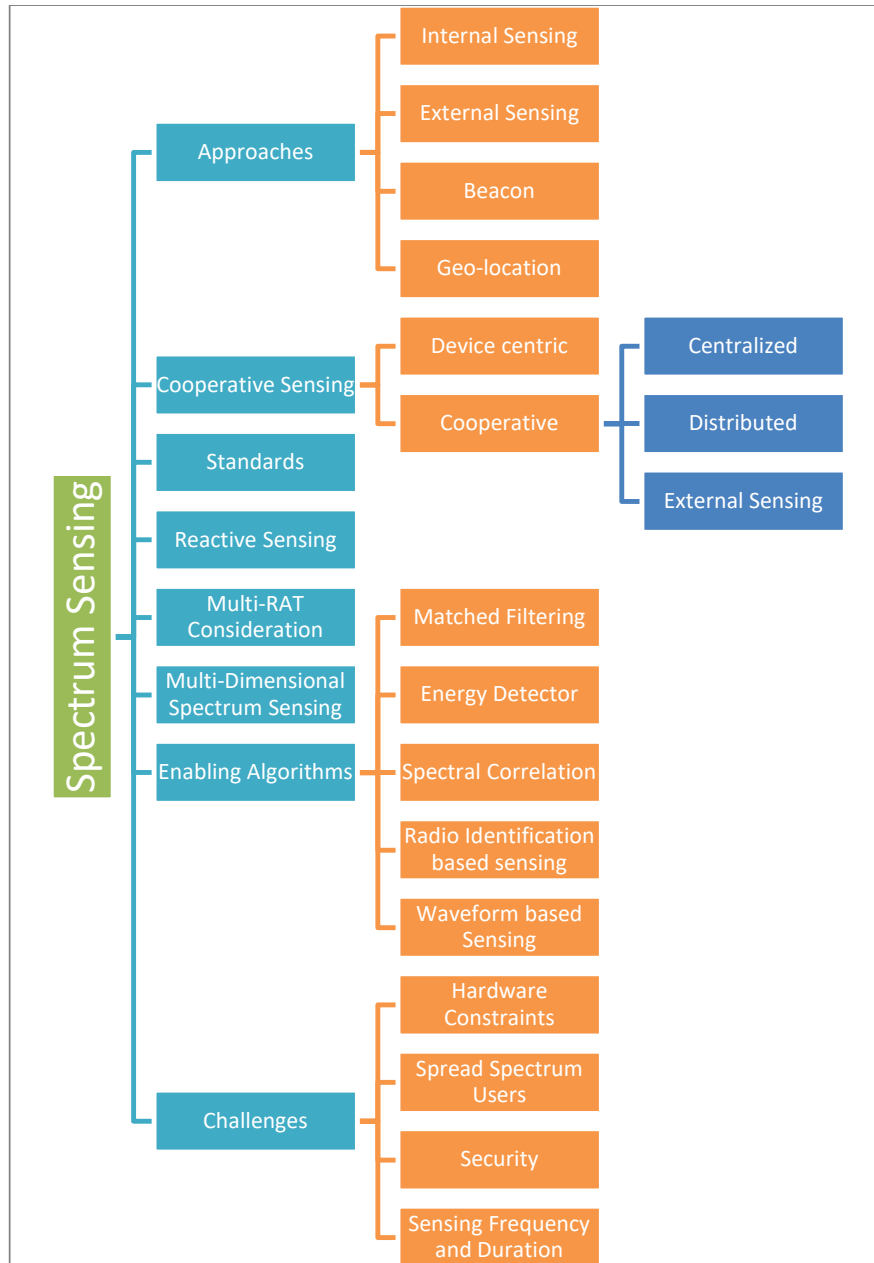 Spectrum Sensing
Approaches
Internal Sensing
External Sensing
Beacon
Geo-location
Cooperative Sensing
Device centric
Cooperative
Centralized
Distributed
External Sensing
Standards
Reactive Sensing
Multi-RAT
Consideration
Multi-Dimensional
Spectrum Sensing
Enabling Algorithms
Matched Filtering
Energy Detector
Spectral Correlation
Radio Identification
based sensing
Waveform based
Sensing
Challenges
Hardware
Constraints
Spread Spectrum
Users
Security
Sensing Frequency
and Duration